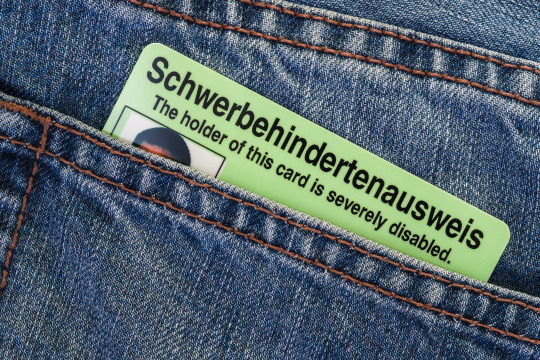 Schwerbehindertenausweis
The holder of this card is severely disabled.